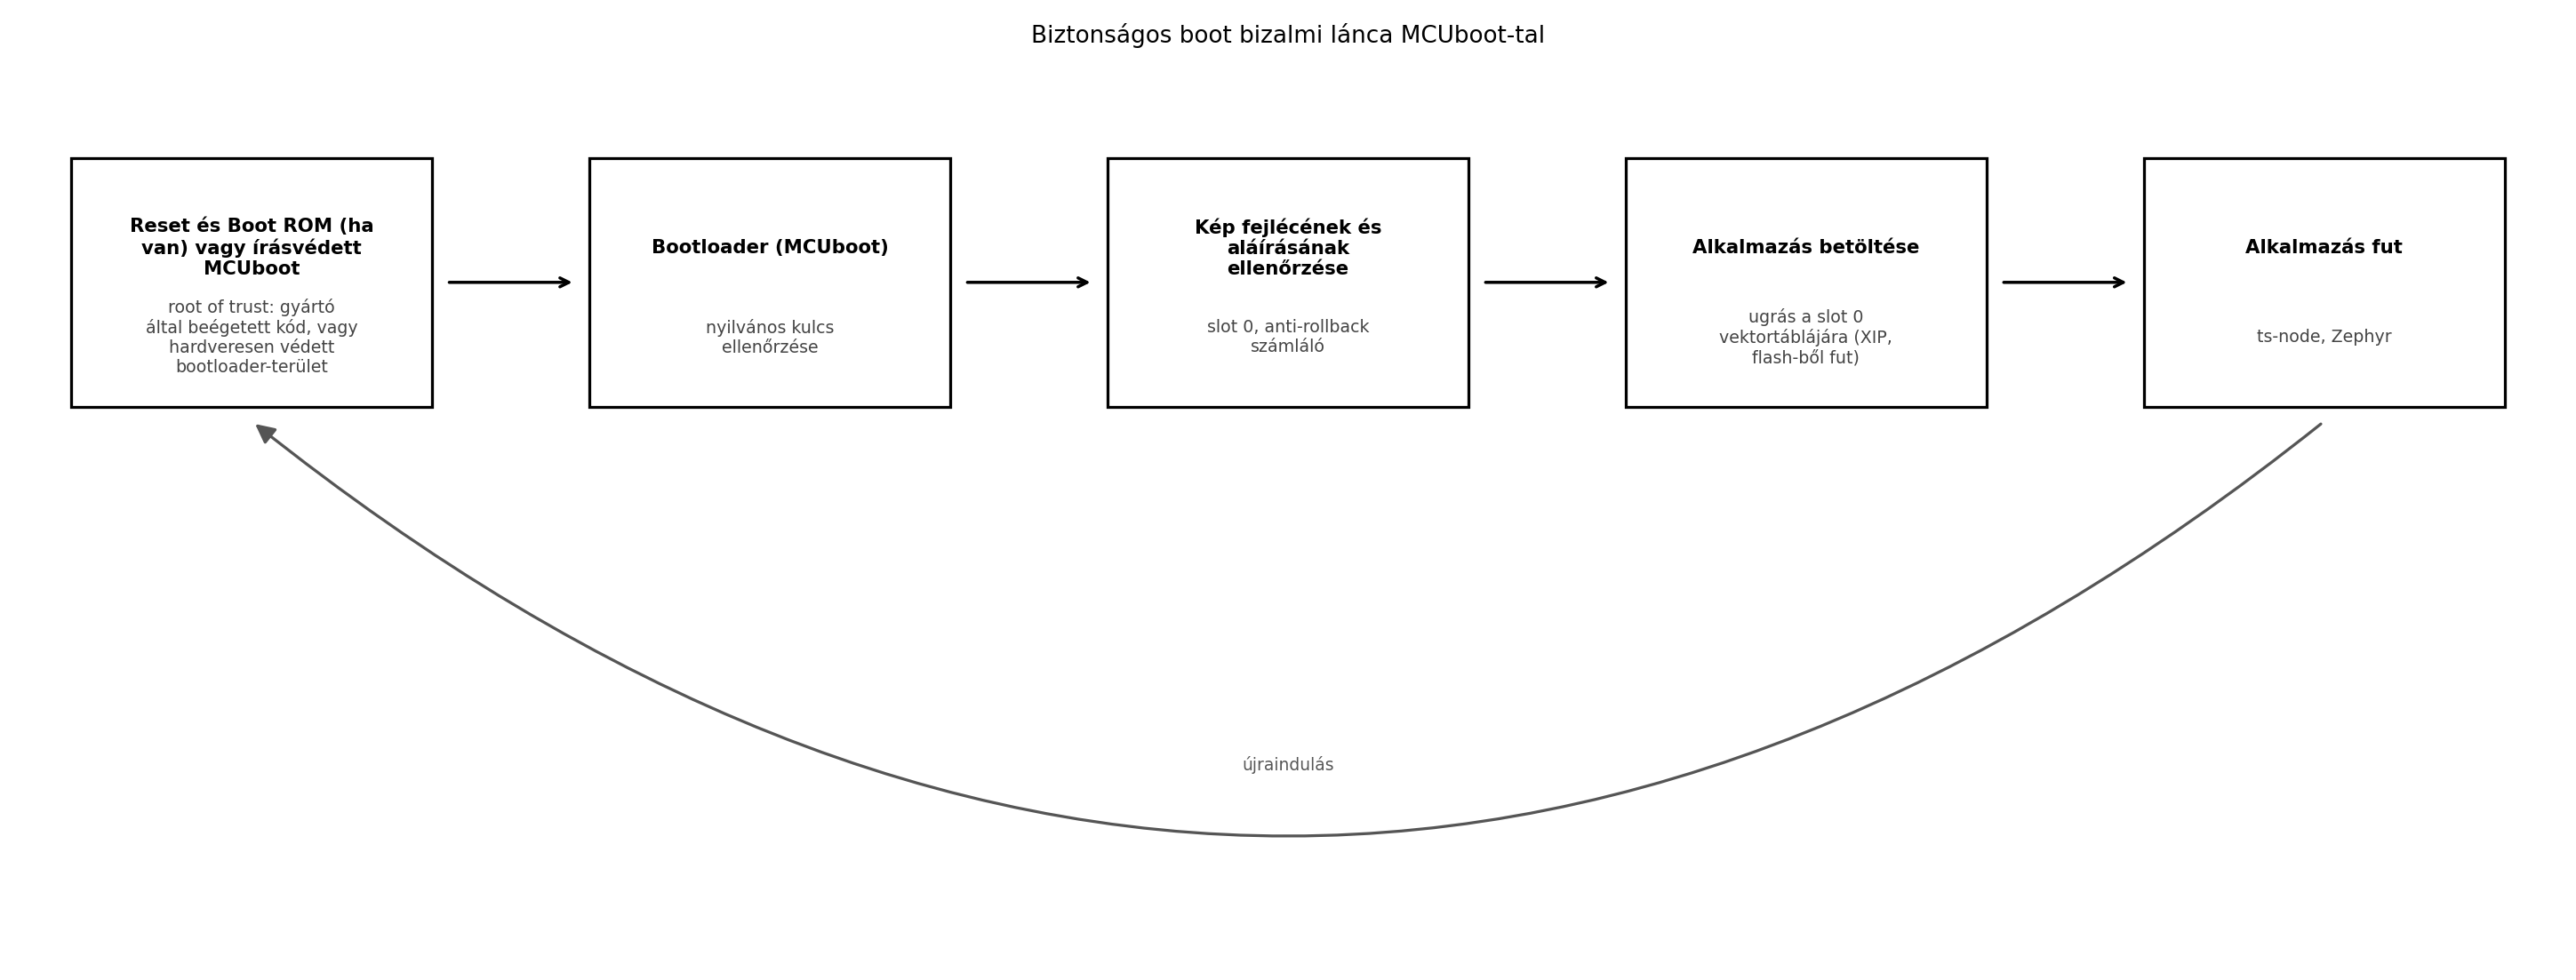 Biztonságos boot bizalmi lánca MCUboot-tal
Reset és Boot ROM (ha
van) vagy írásvédett
MCUboot
root of trust: gyártó
által beégetett kód, vagy
hardveresen védett
bootloader-terület
Bootloader (MCUboot)
nyilvános kulcs
ellenőrzése
Kép fejlécének és
aláírásának
ellenőrzése
slot 0, anti-rollback
számláló
Alkalmazás betöltése
ugrás a slot 0
vektortáblájára (XIP,
flash-ből fut)
Alkalmazás fut
ts-node, Zephyr
újraindulás